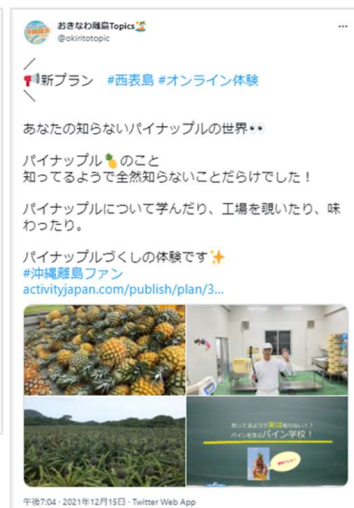 おきなわ離島Topics🏝️
@okiritotopic
／
📢新プラン　#西表島 #オンライン体験
＼
あなたの知らないパイナップルの世界👀
パイナップル🍍のこと
知ってるようで全然知らないことだらけでした！
パイナップルについて学んだり、工場を覗いたり、味
わったり。
パイナップルづくしの体験です✨
#沖縄離島ファン
activityjapan.com/publish/plan/3...
パイン学校！
午後7:04 · 2021年12月15日 · Twitter Web App